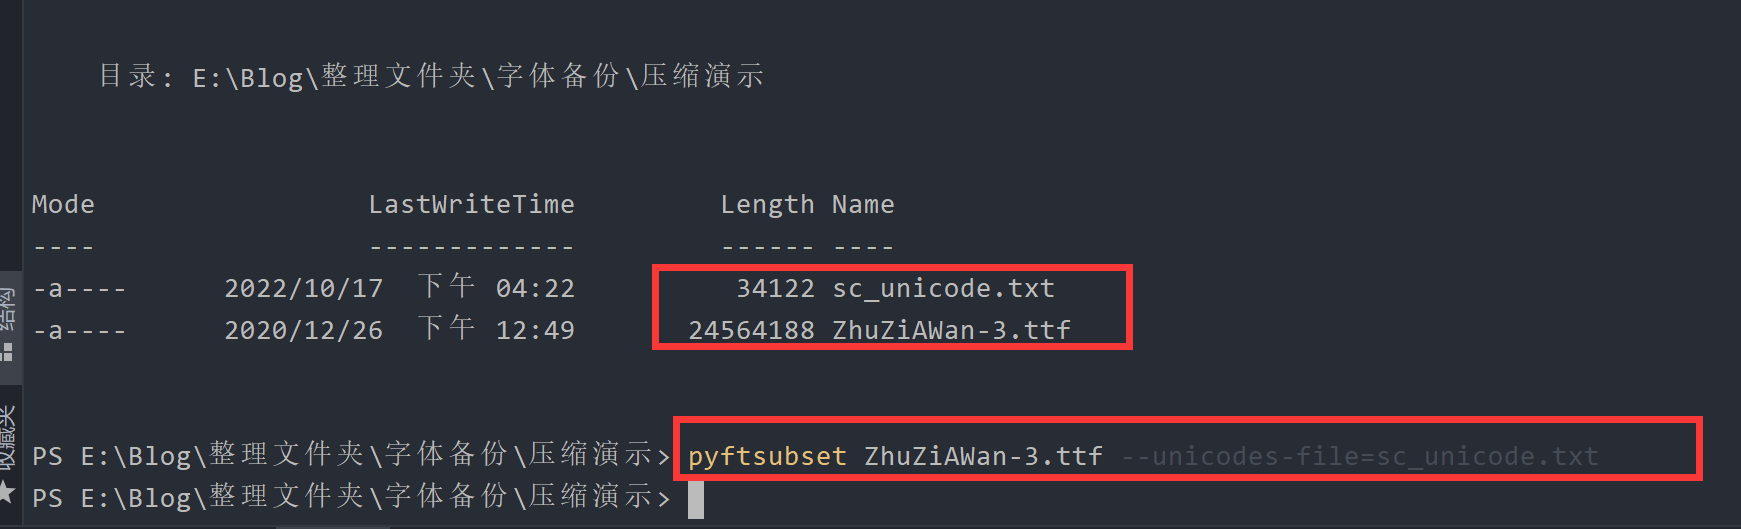 目录: E:\Blog\整理文件夹\字体备份\压缩演示
Mode LastWriteTime Length Name
---- ------------- ------ ----
-a---- 2022/10/17 下午 04:22 34122 sc_unicode.txt
-a---- 2020/12/26 下午 12:49 24564188 ZhuZiAWan-3.ttf
结构
收藏夹
PS E:\Blog\整理文件夹\字体备份\压缩演示> pyftsubset ZhuZiAWan-3.ttf --unicodes-file=sc_unicode.txt
PS E:\Blog\整理文件夹\字体备份\压缩演示>